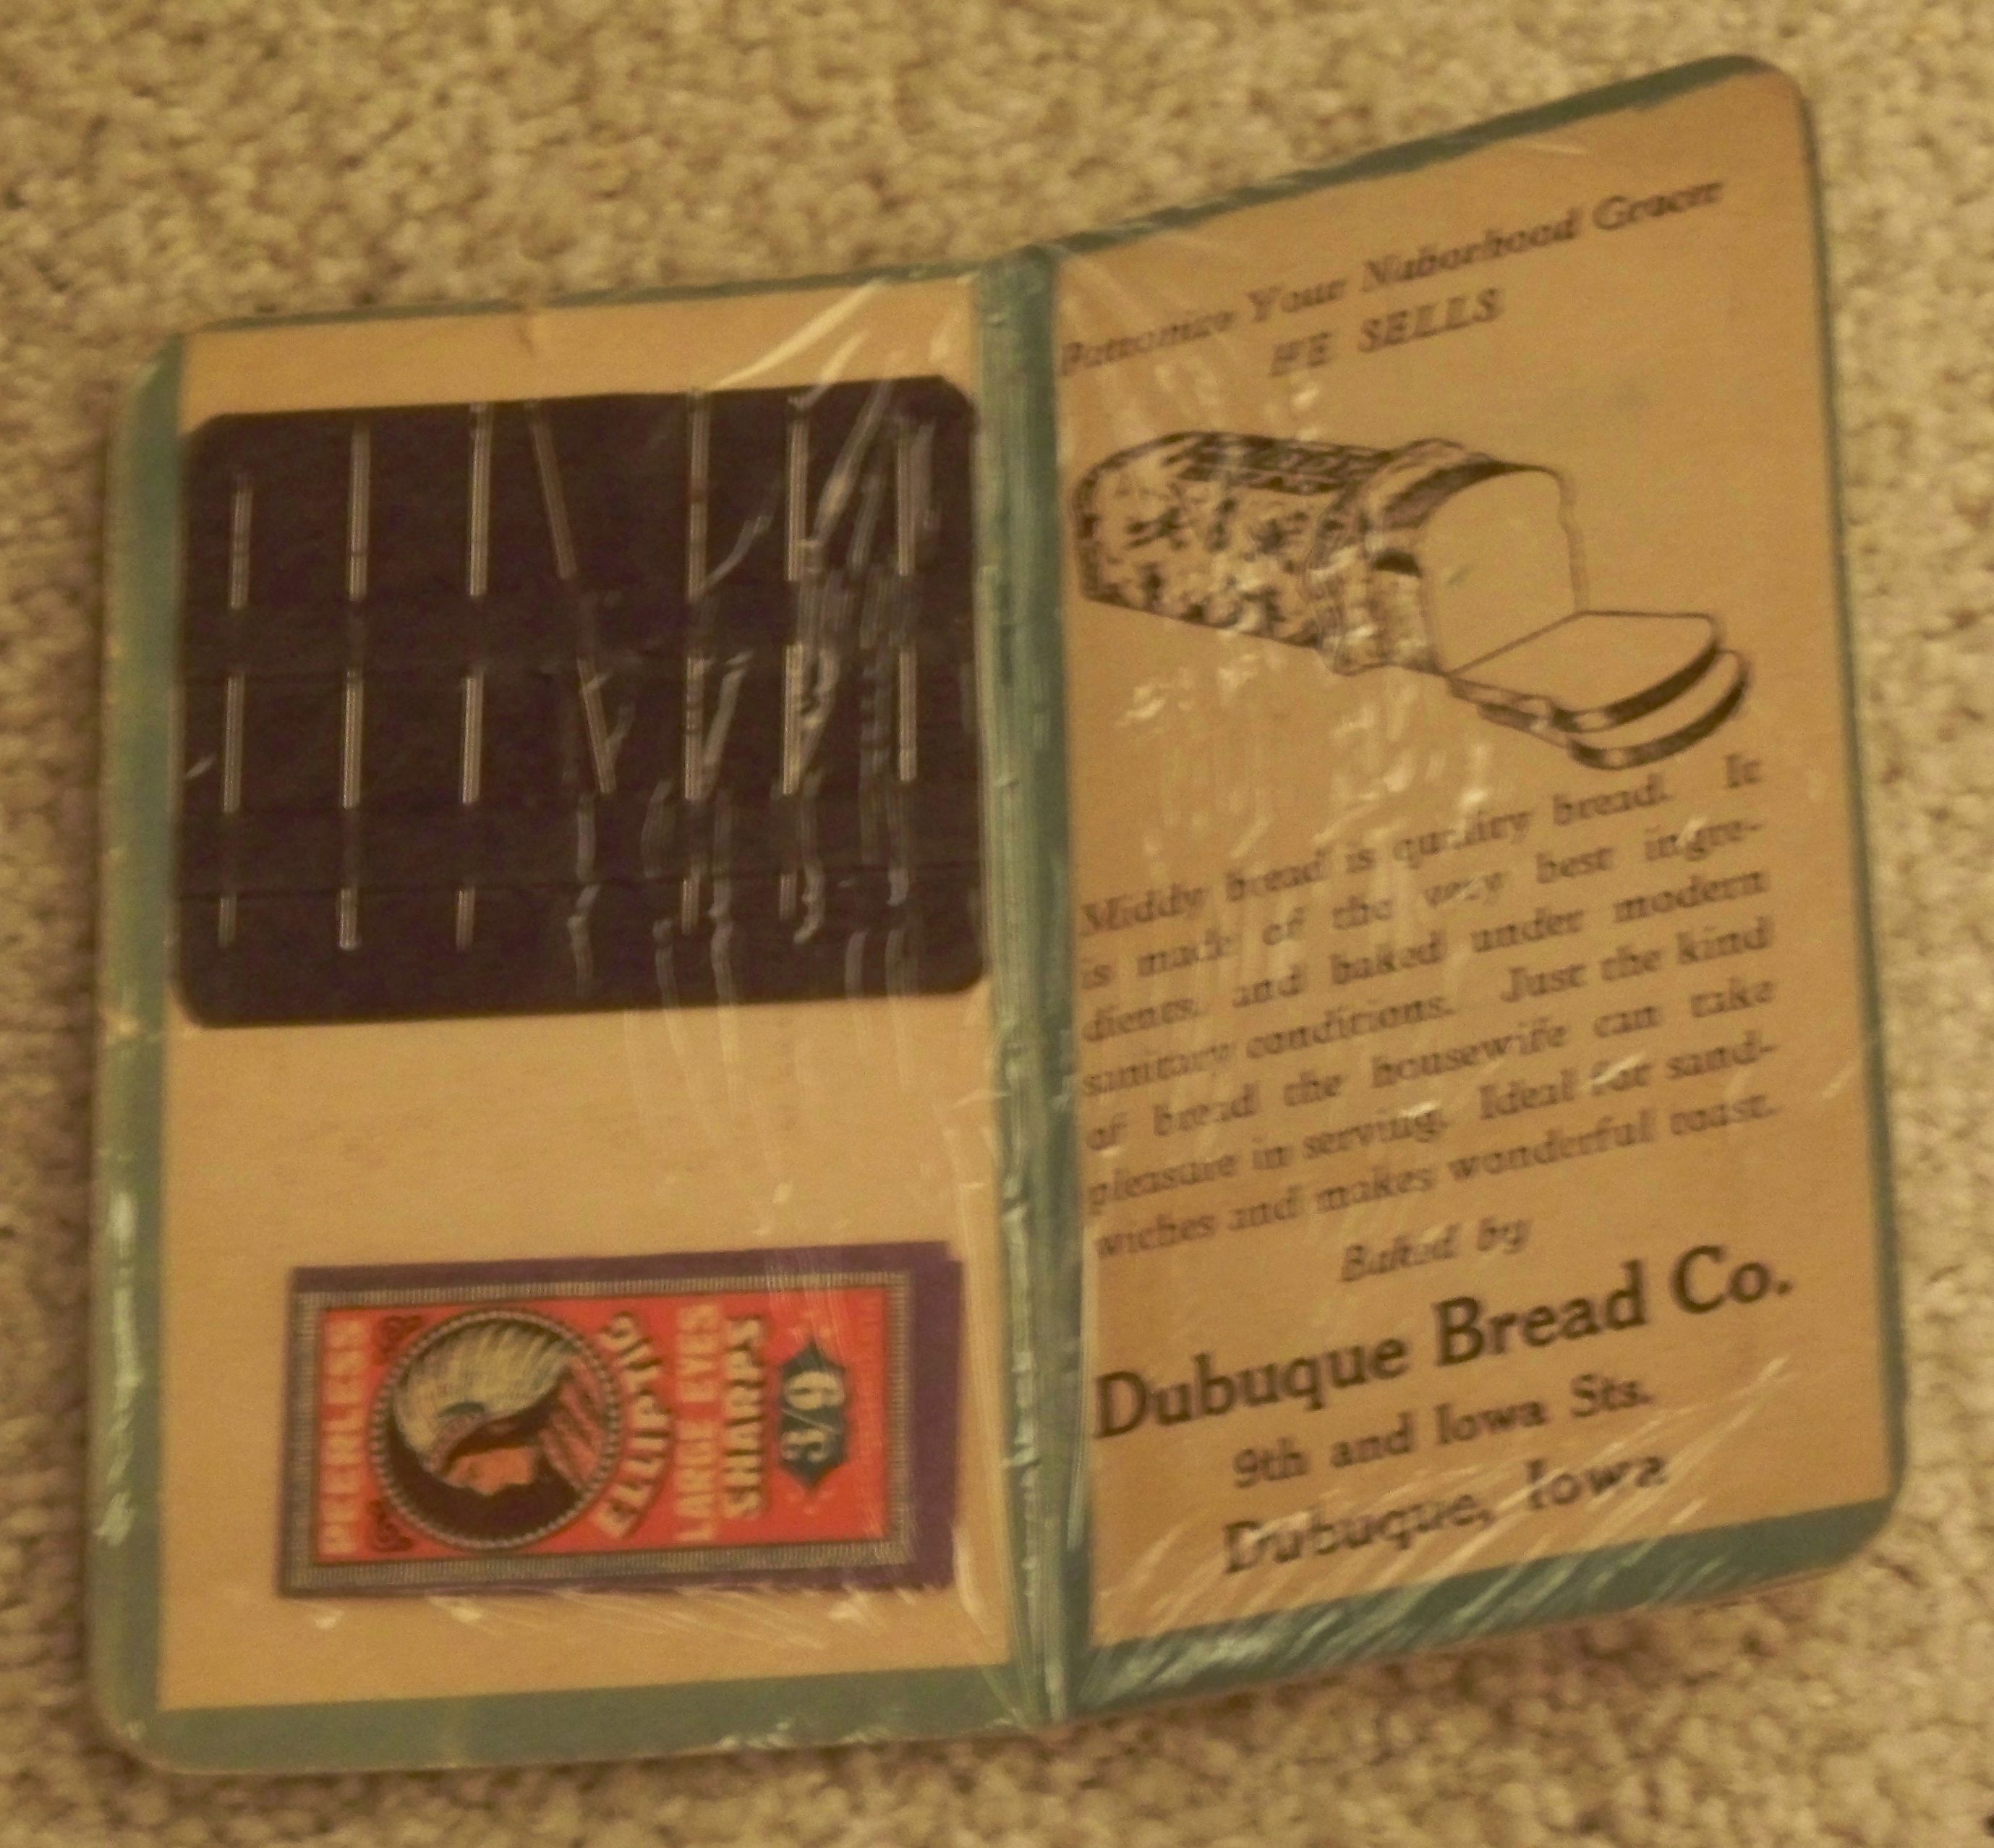 PEERLESS
ELLIPTIC
LARGE EYES
SHARPS
3/9
Patronize Your Naborhood Grocer
HE SELLS
Middy bread is quality bread. It
is made of the very best ingre-
dients, and baked under modern
sanitary conditions. Just the kind
of bread the housewife can take
pleasure in serving. Ideal for sand-
wiches and makes wonderful toast.
Baked by
Dubuque Bread Co.
9th and Iowa Sts.
Dubuque, Iowa